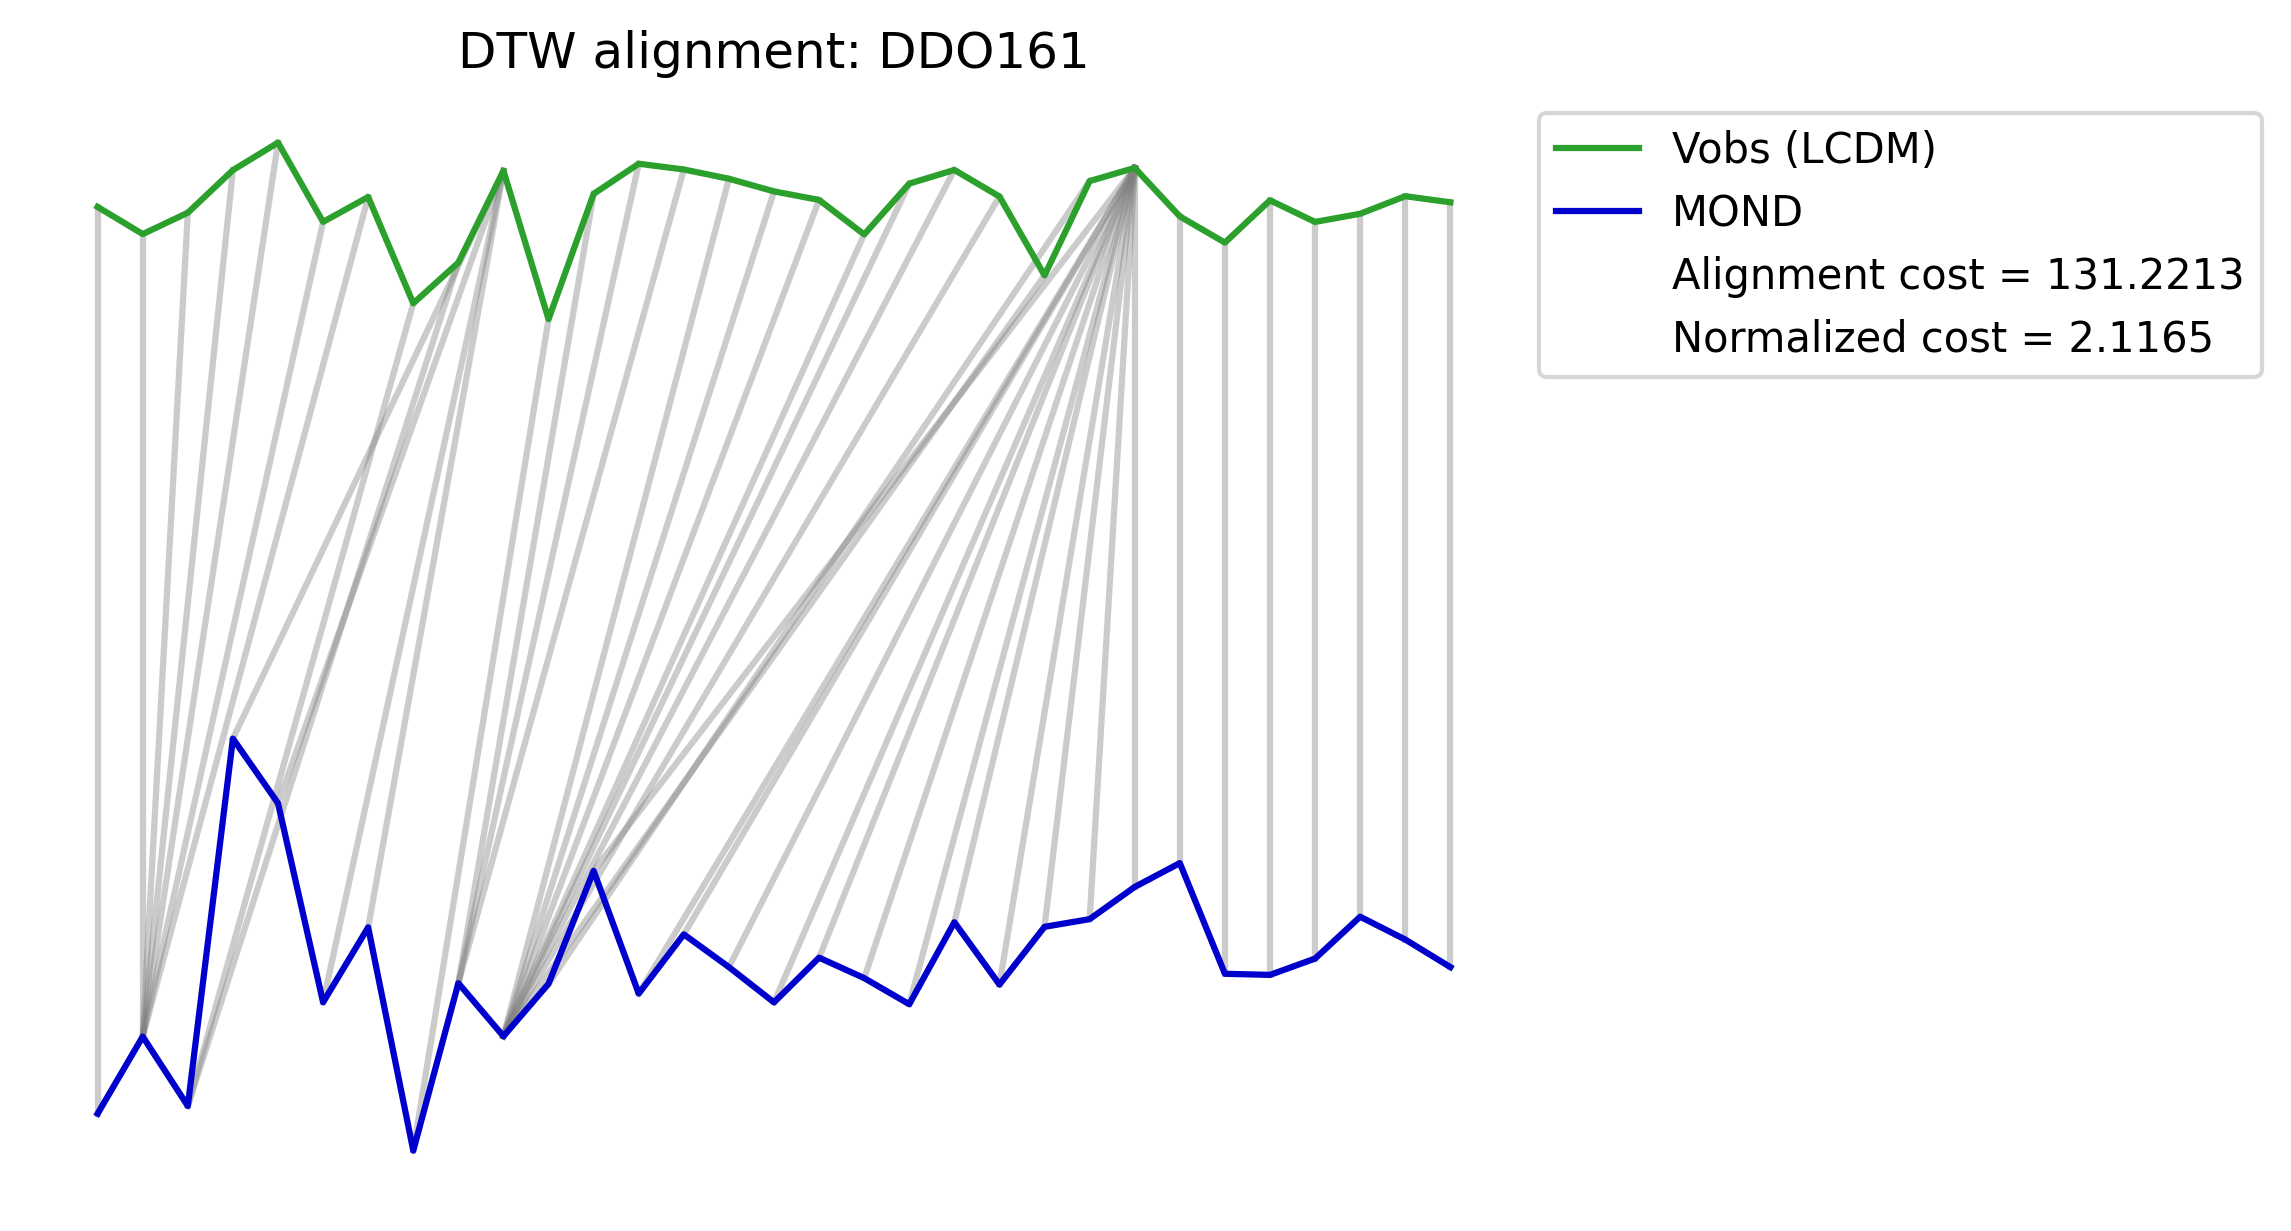 DTW alignment: DDO161
Vobs (LCDM)
MOND
Alignment cost = 131.2213
Normalized cost = 2.1165